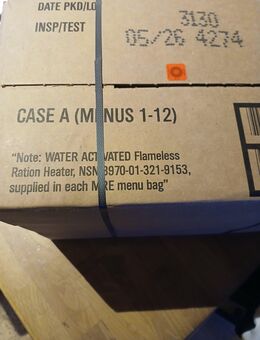 DATE PKD/LO
3130
INSP/TEST
05/26 4274
CASE A (MENUS 1-12)
"Note: WATER ACTIVATED Flameless
Ration Heater, NSN 8970-01-321-9153,
supplied in each MRE menu bag"